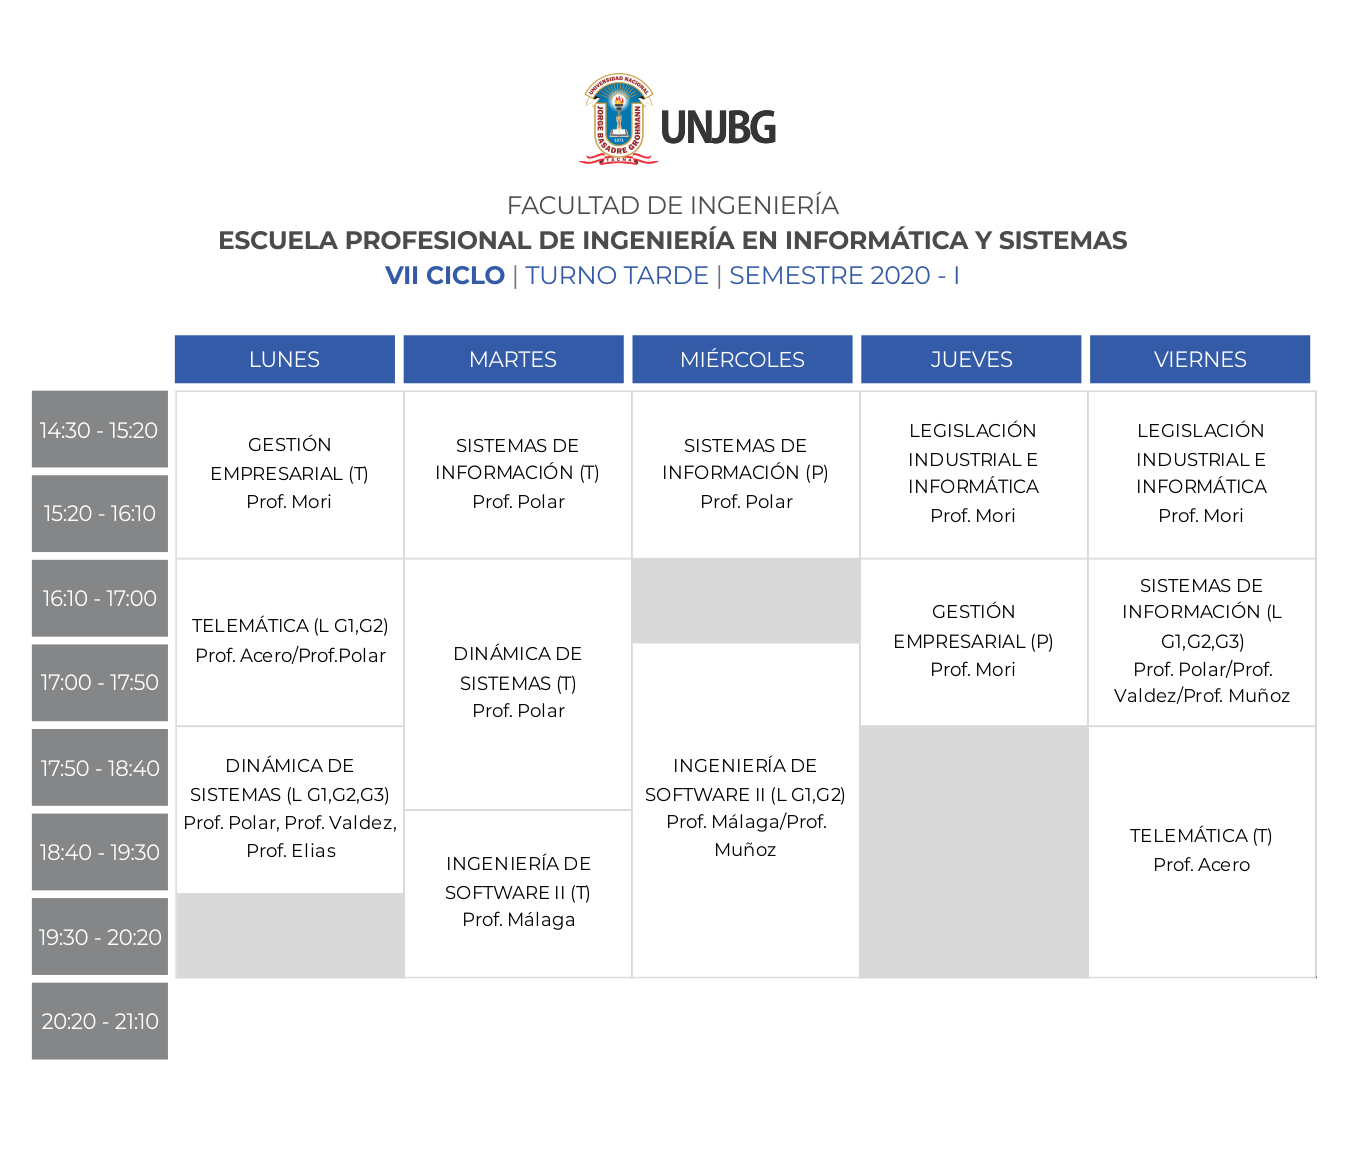 UNIVERSIDAD NACIONAL
JORGE BASADRE GROHMANN
TACNA
UNJBG
FACULTAD DE INGENIERÍA
ESCUELA PROFESIONAL DE INGENIERÍA EN INFORMÁTICA Y SISTEMAS
VII CICLO | TURNO TARDE | SEMESTRE 2020 - I
LUNES
MARTES
MIÉRCOLES
JUEVES
VIERNES
14:30 - 15:20
15:20 - 16:10
GESTIÓN
EMPRESARIAL (T)
Prof. Mori
SISTEMAS DE
INFORMACIÓN (T)
Prof. Polar
SISTEMAS DE
INFORMACIÓN (P)
Prof. Polar
LEGISLACIÓN
INDUSTRIAL E
INFORMÁTICA
Prof. Mori
LEGISLACIÓN
INDUSTRIAL E
INFORMÁTICA
Prof. Mori
16:10 - 17:00
17:00 - 17:50
TELEMÁTICA (L G1,G2)
Prof. Acero/Prof.Polar
DINÁMICA DE
SISTEMAS (T)
Prof. Polar
GESTIÓN
EMPRESARIAL (P)
Prof. Mori
SISTEMAS DE
INFORMACIÓN (L
G1,G2,G3)
Prof. Polar/Prof.
Valdez/Prof. Muñoz
17:50 - 18:40
18:40 - 19:30
19:30 - 20:20
20:20 - 21:10
DINÁMICA DE
SISTEMAS (L G1,G2,G3)
Prof. Polar, Prof. Valdez,
Prof. Elias
INGENIERÍA DE
SOFTWARE II (T)
Prof. Málaga
INGENIERÍA DE
SOFTWARE II (L G1,G2)
Prof. Málaga/Prof.
Muñoz
TELEMÁTICA (T)
Prof. Acero